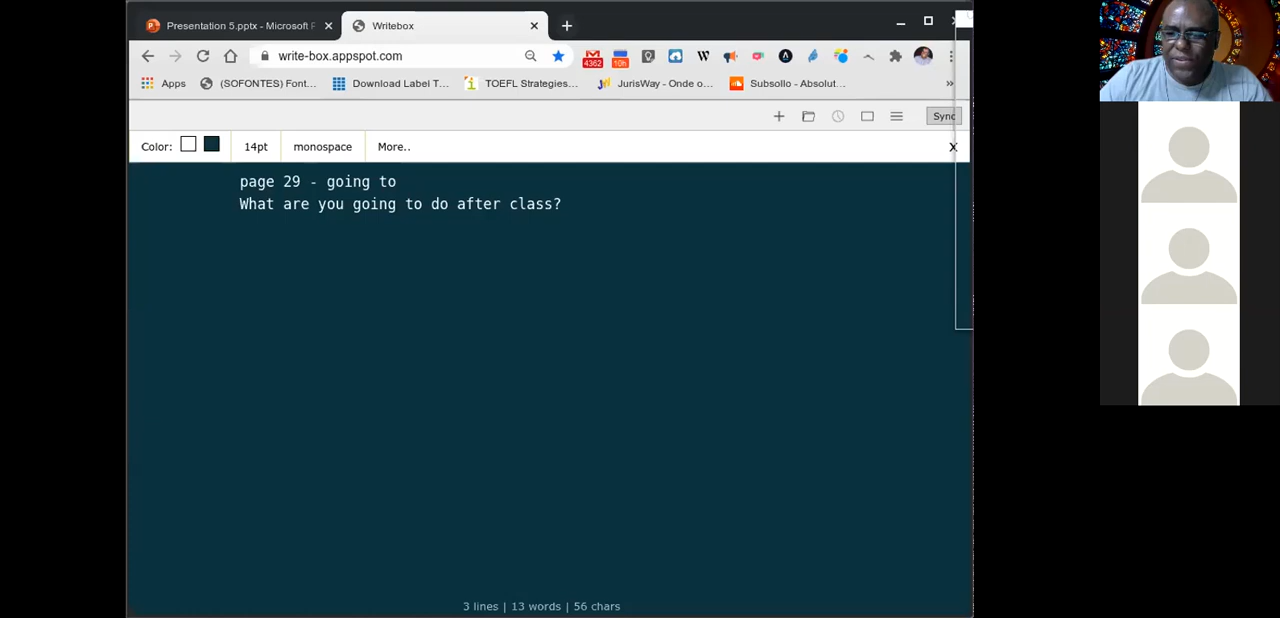 Presentation 5.pptx - Microsoft P
Writebox
write-box.appspot.com
4362
10h
W
Apps
(SOFONTES) Font...
Download Label T...
TOEFL Strategies...
JurisWay - Onde o...
Subsollo - Absolut...
»
Sync
Color:
14pt
monospace
More..
X
page 29 - going to
What are you going to do after class?
3 lines | 13 words | 56 chars